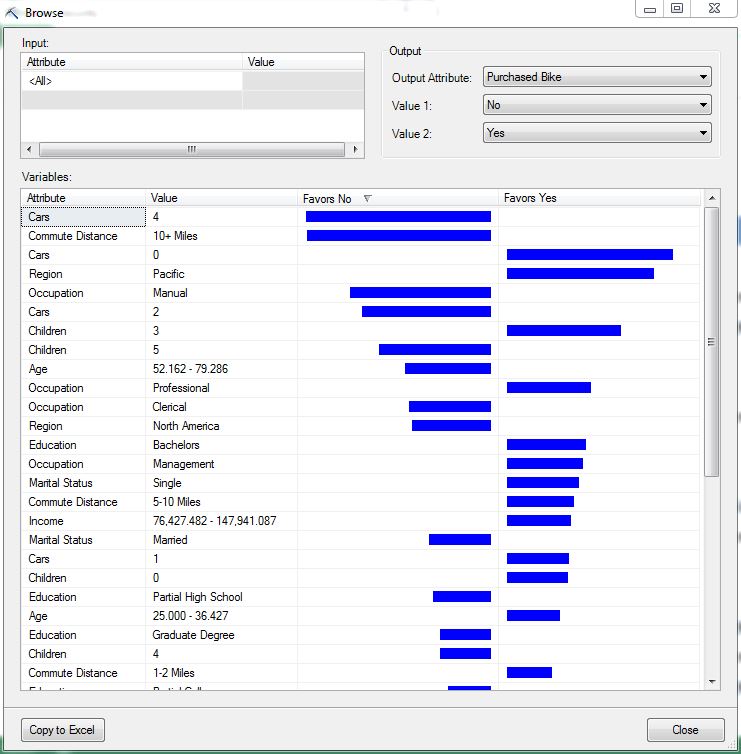 Browse
Input:
Attribute Value
<All>
Output
Output Attribute: Purchased Bike
Value 1: No
Value 2: Yes
Variables:
Attribute Value Favors No Favors Yes
Cars 4
Commute Distance 10+ Miles
Cars 0
Region Pacific
Occupation Manual
Cars 2
Children 3
Children 5
Age 52.162 - 79.286
Occupation Professional
Occupation Clerical
Region North America
Education Bachelors
Occupation Management
Marital Status Single
Commute Distance 5-10 Miles
Income 76,427.482 - 147,941.087
Marital Status Married
Cars 1
Children 0
Education Partial High School
Age 25.000 - 36.427
Education Graduate Degree
Children 4
Commute Distance 1-2 Miles
Copy to Excel Close